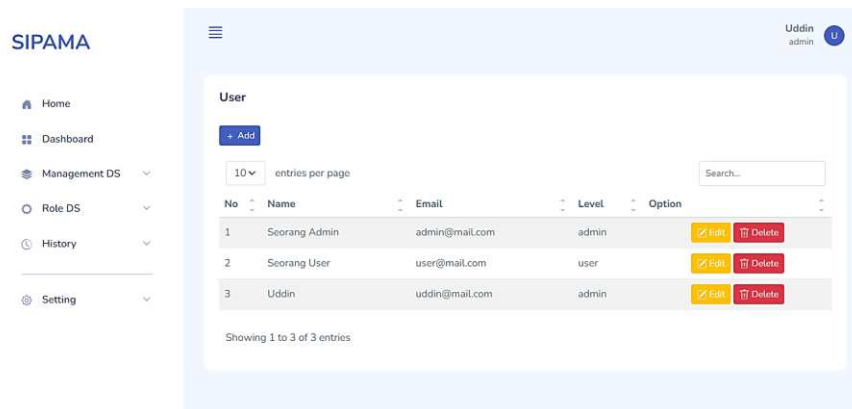 SIPAMA
Uddin
admin
U
Home
Dashboard
Management DS
Role DS
History
Setting
User
+ Add
10 entries per page
Search...
No Name Email Level Option
1 Seorang Admin admin@mail.com admin Edit Delete
2 Seorang User user@mail.com user Edit Delete
3 Uddin uddin@mail.com admin Edit Delete
Showing 1 to 3 of 3 entries